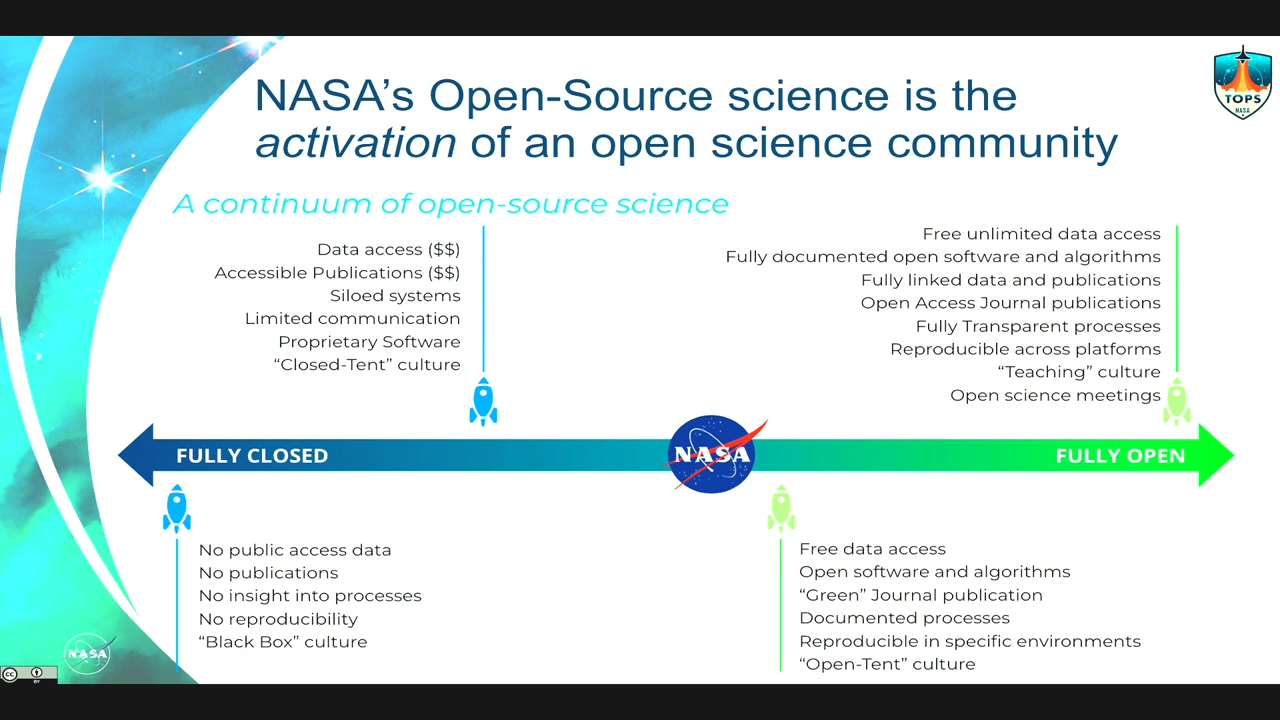 NASA’s Open-Source science is the
activation of an open science community
TOPS
NASA
A continuum of open-source science
Data access ($$)
Accessible Publications ($$)
Siloed systems
Limited communication
Proprietary Software
“Closed-Tent” culture
Free unlimited data access
Fully documented open software and algorithms
Fully linked data and publications
Open Access Journal publications
Fully Transparent processes
Reproducible across platforms
“Teaching” culture
Open science meetings
FULLY CLOSED
NASA
FULLY OPEN
No public access data
No publications
No insight into processes
No reproducibility
“Black Box” culture
Free data access
Open software and algorithms
“Green” Journal publication
Documented processes
Reproducible in specific environments
“Open-Tent” culture
NASA
cc
BY